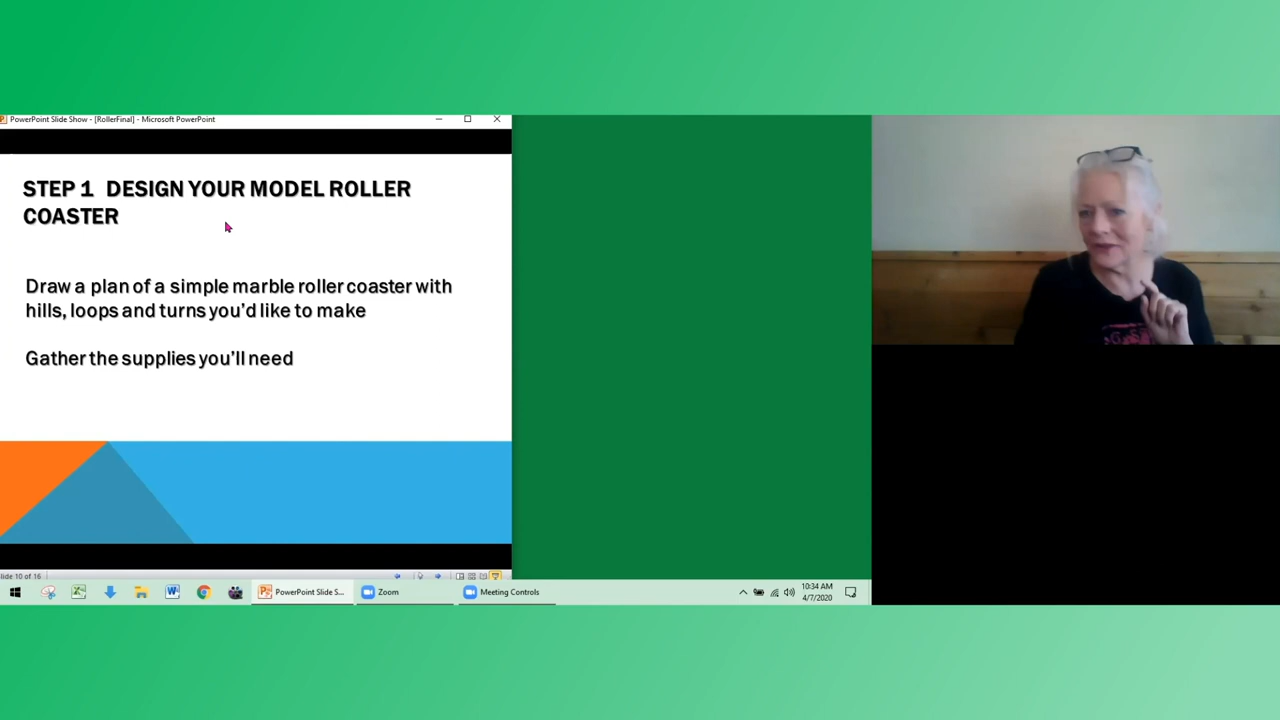 PowerPoint Slide Show - [RollerFinal] - Microsoft PowerPoint
STEP 1 DESIGN YOUR MODEL ROLLER
COASTER
Draw a plan of a simple marble roller coaster with
hills, loops and turns you'd like to make
Gather the supplies you'll need
lide 10 of 16
PowerPoint Slide S...
Zoom
Meeting Controls
10:34 AM
4/7/2020